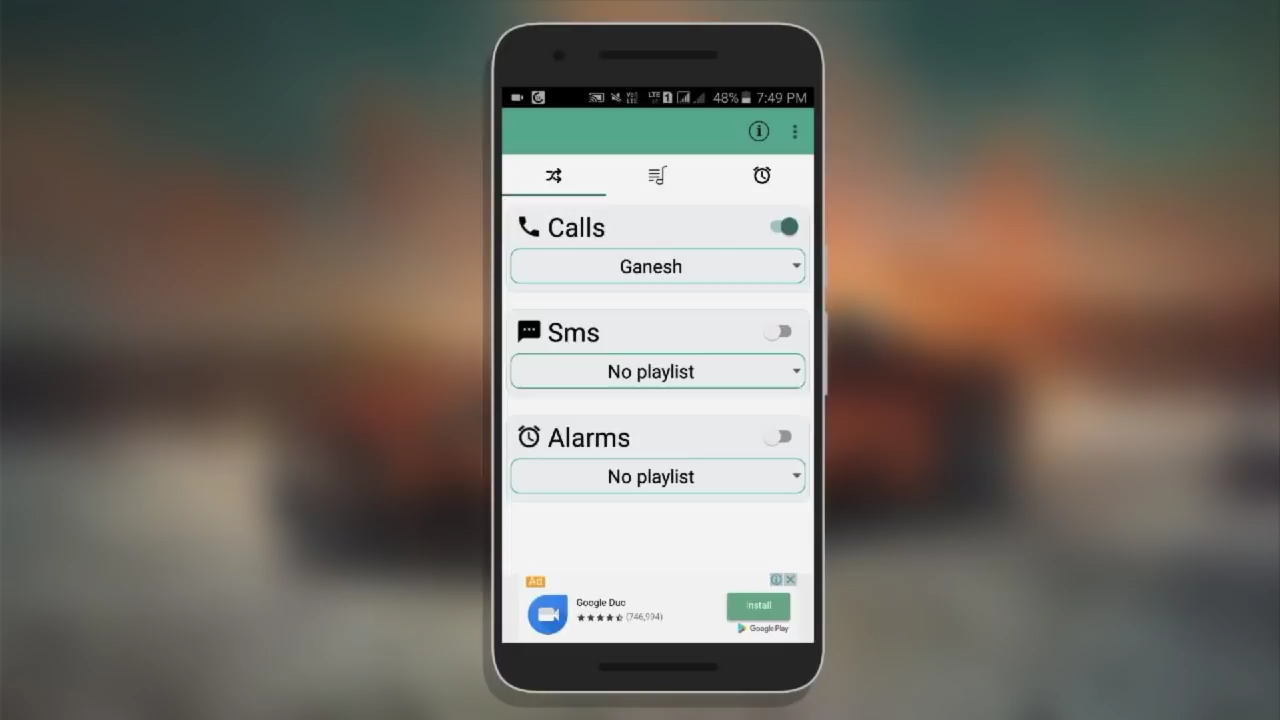 48% 7:49 PM
Calls
Ganesh
Sms
No playlist
Alarms
No playlist
Ad
Google Duo
(746,994)
Install
Google Play